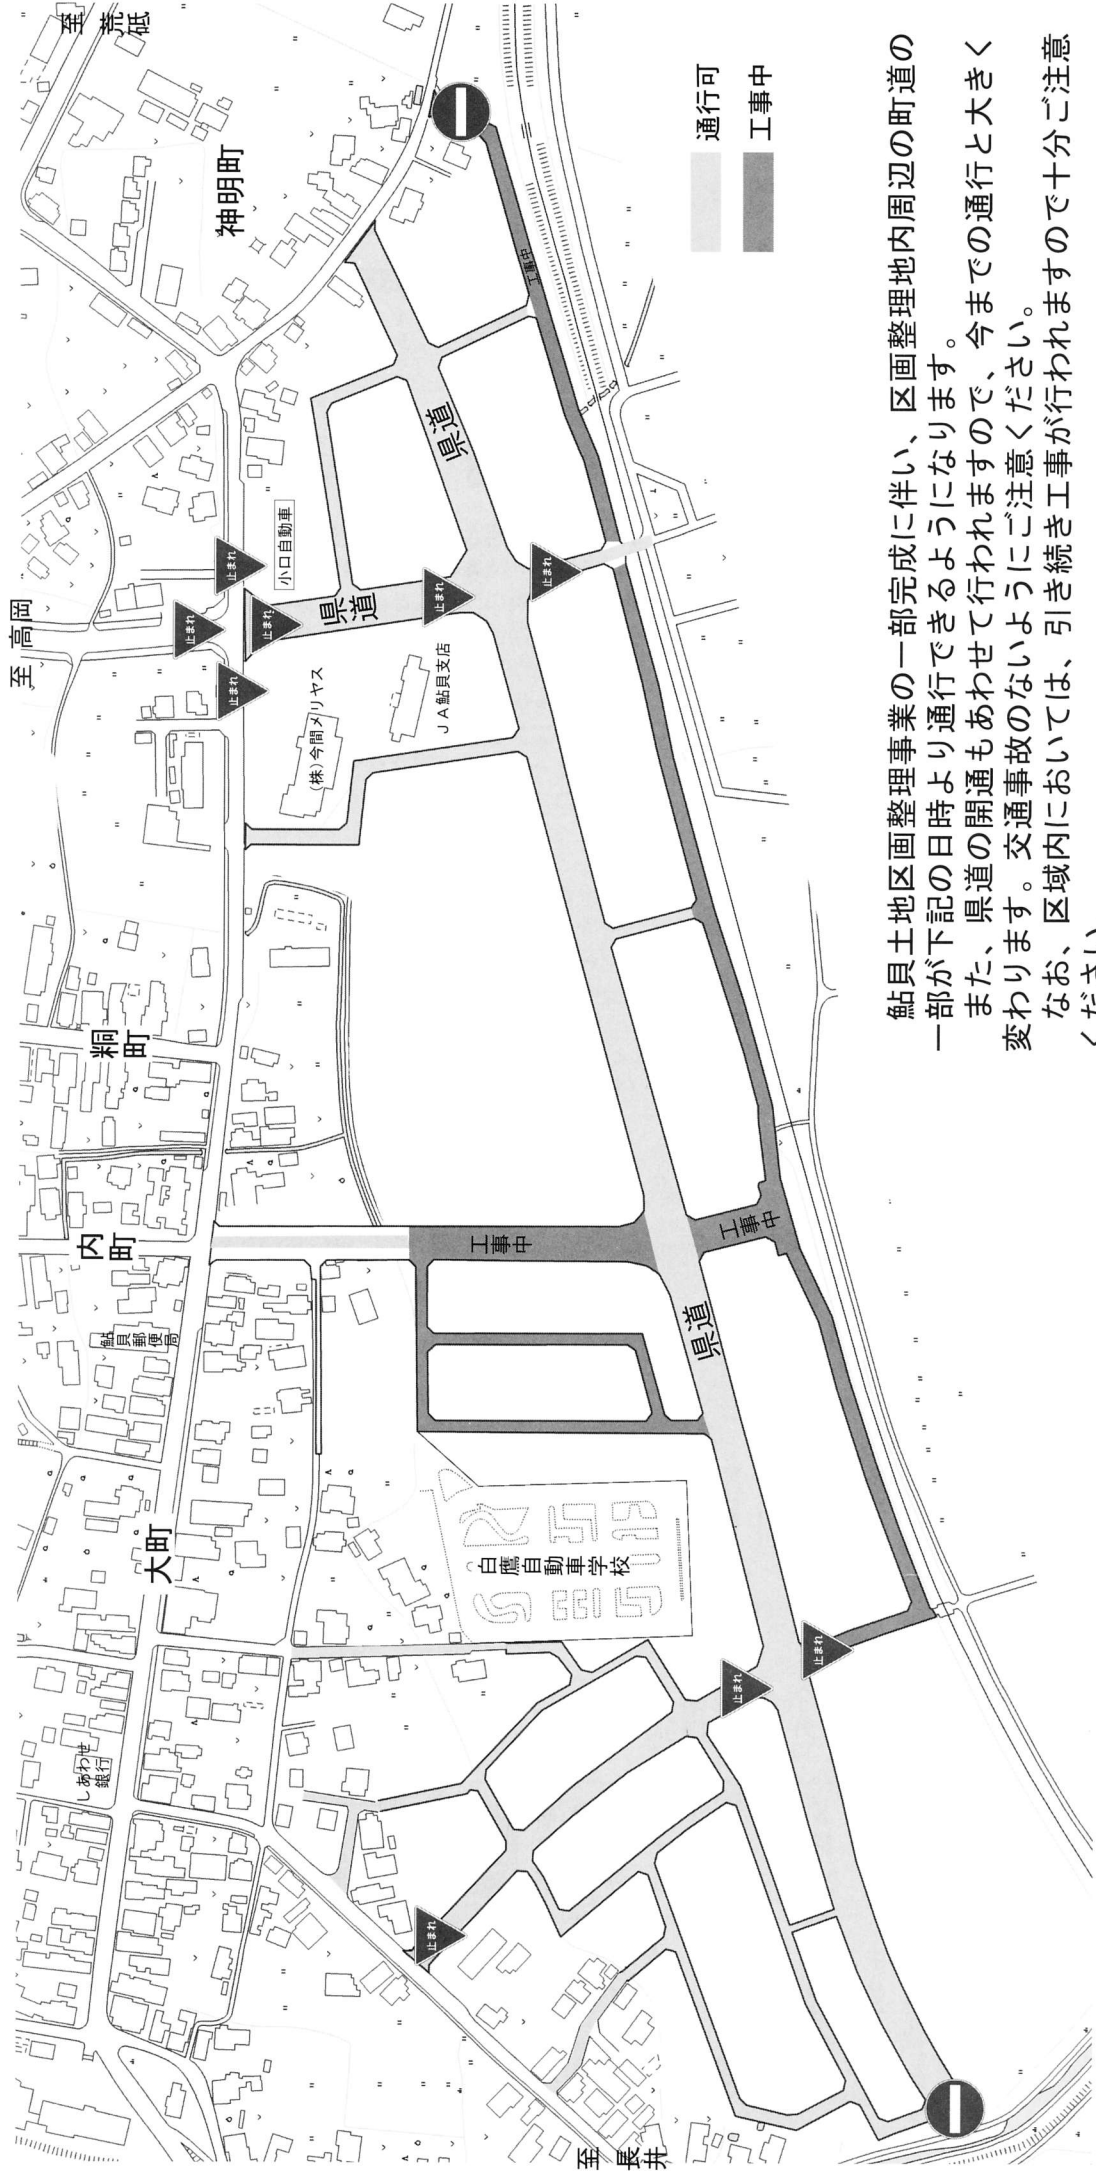 至 荒砥
神明町
至 高岡
小口自動車
県道
県道
(株)今間メリヤス
JA鮎貝支店
止まれ
止まれ
止まれ
止まれ
止まれ
止まれ
工事中
粡町
内町
鮎貝郵便局
大町
しあわせ
銀行
工事中
工事中
県道
白鷹自動車学校
止まれ
止まれ
止まれ
至 長井
通行可
工事中
鮎貝土地区画整理事業の一部完成に伴い、区画整理地内周辺の町道の
一部が下記の日時より通行できるようになります。
また、県道の開通もあわせて行われますので、今までの通行と大きく
変わります。交通事故のないようにご注意ください。
なお、区域内においては、引き続き工事が行われますので十分ご注意
ください